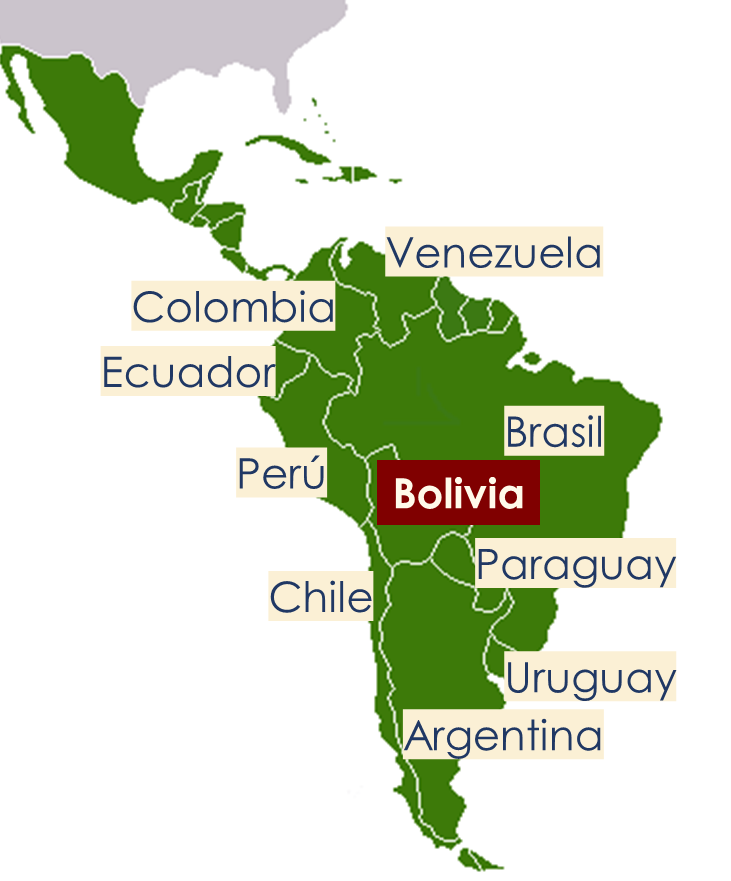 Venezuela
Colombia
Ecuador
Brasil
Perú
Bolivia
Paraguay
Chile
Uruguay
Argentina